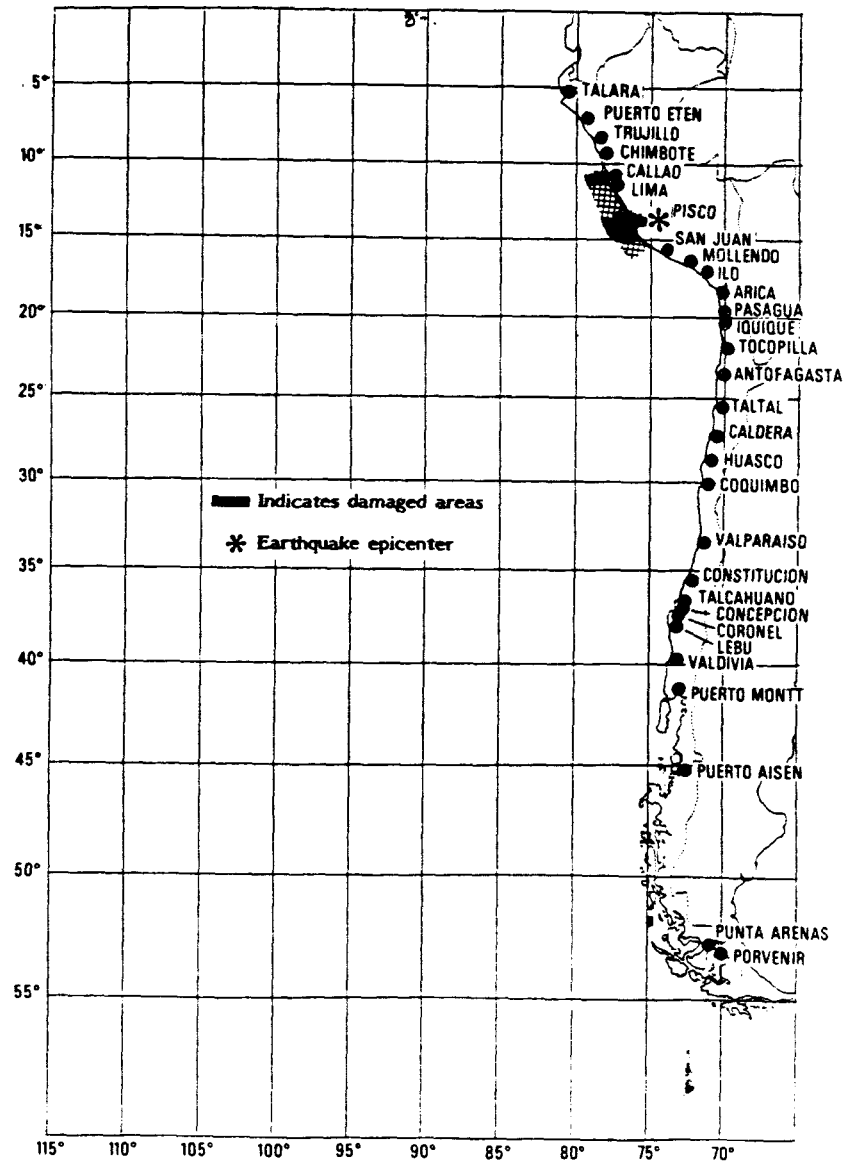 5°
TALARA
PUERTO ETEN
TRUJILLO
10°
CHIMBOTE
CALLAO
LIMA
PISCO
15°
SAN JUAN
MOLLENDO
ILO
ARICA
20°
PASAGUA
IQUIQUE
TOCOPILLA
ANTOFAGASTA
25°
TALTAL
CALDERA
HUASCO
30°
COQUIMBO
Indicates damaged areas
Earthquake epicenter
VALPARAISO
35°
CONSTITUCION
TALCAHUANO
CONCEPCION
CORONEL
LEBU
40°
VALDIVIA
PUERTO MONTT
45°
PUERTO AISEN
50°
PUNTA ARENAS
PORVENIR
55°
115° 110° 105° 100° 95° 90° 85° 80° 75° 70°